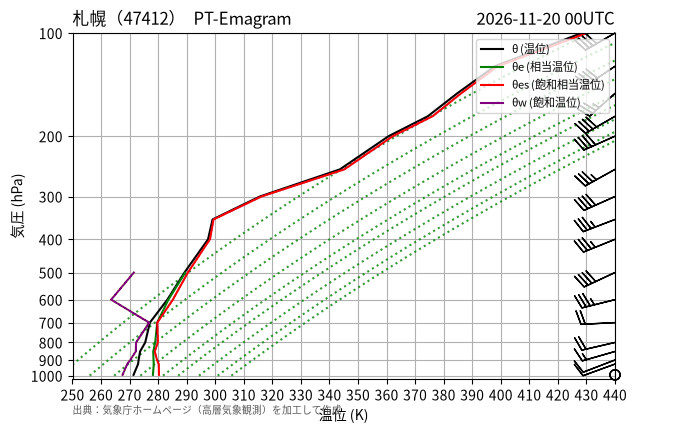 札幌（47412） PT-Emagram 2026-11-20 00UTC
θ (温位)
θe (相当温位)
θes (飽和相当温位)
θw (飽和温位)
気圧 (hPa)
100
200
300
400
500
600
700
800
900
1000
250 260 270 280 290 300 310 320 330 340 350 360 370 380 390 400 410 420 430 440
温位 (K)
出典：気象庁ホームページ（高層気象観測）を加工して作成